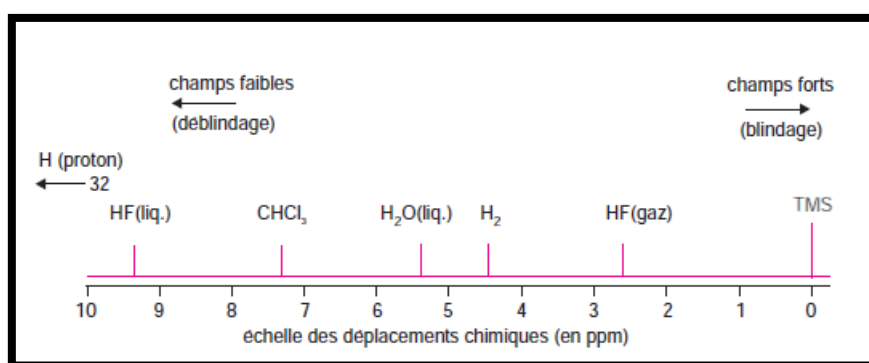 champs faibles
champs forts
(déblindage)
(blindage)
H (proton)
32
HF(liq.) CHCl₃ H₂O(liq.) H₂ HF(gaz) TMS
10 9 8 7 6 5 4 3 2 1 0
échelle des déplacements chimiques (en ppm)